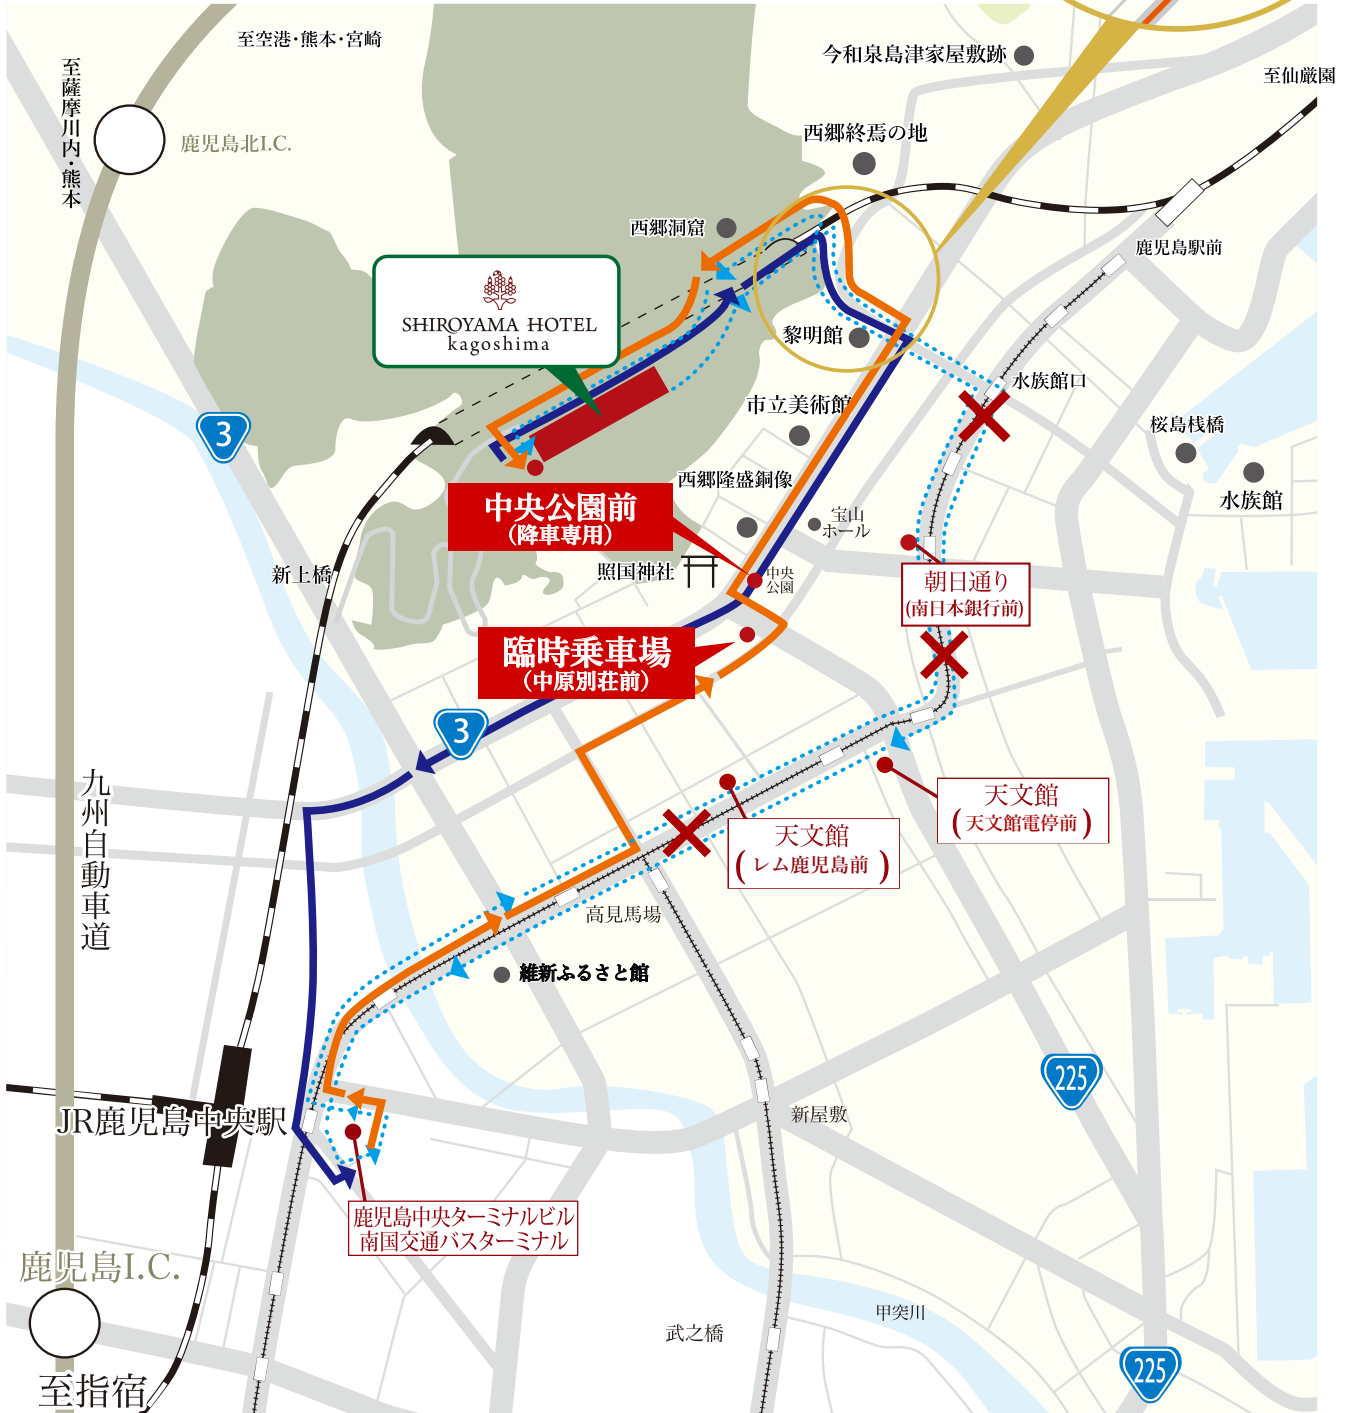 至空港･熊本･宮崎
至薩摩川内・熊本
鹿児島北I.C.
今和泉島津家屋敷跡
至仙厳園
西郷終焉の地
西郷洞窟
鹿児島駅前
SHIROYAMA HOTEL
kagoshima
黎明館
水族館口
市立美術館
桜島桟橋
水族館
3
西郷隆盛銅像
宝山
ホール
中央公園前
（降車専用）
新上橋
照国神社
中央
公園
朝日通り
(南日本銀行前)
臨時乗車場
（中原別荘前）
3
九州自動車道
天文館
(天文館電停前)
天文館
(レム鹿児島前)
高見馬場
維新ふるさと館
225
JR鹿児島中央駅
新屋敷
鹿児島中央ターミナルビル
南国交通バスターミナル
鹿児島I.C.
甲突川
武之橋
225
至指宿